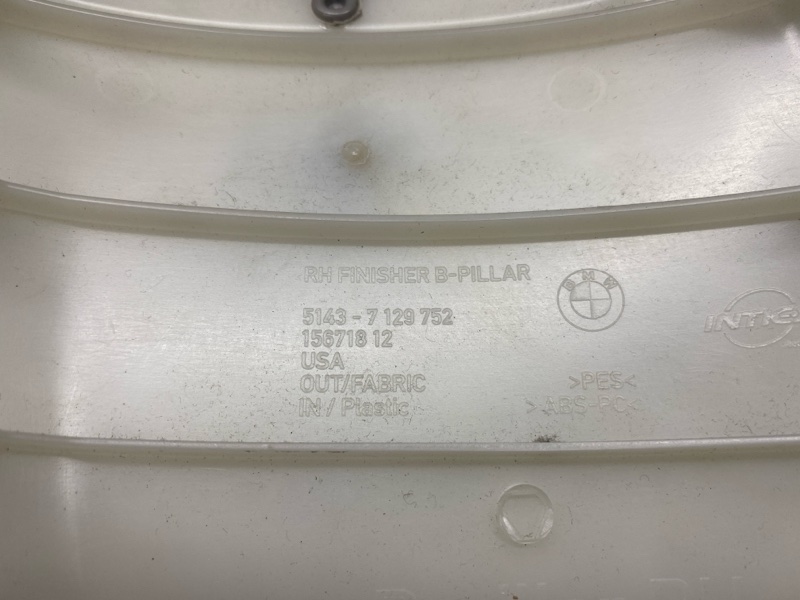 RH FINISHER B-PILLAR
BMW
5143 - 7 129 752
156718 12
USA
OUT/FABRIC
IN / Plastic
>PES<
>ABS-PC<